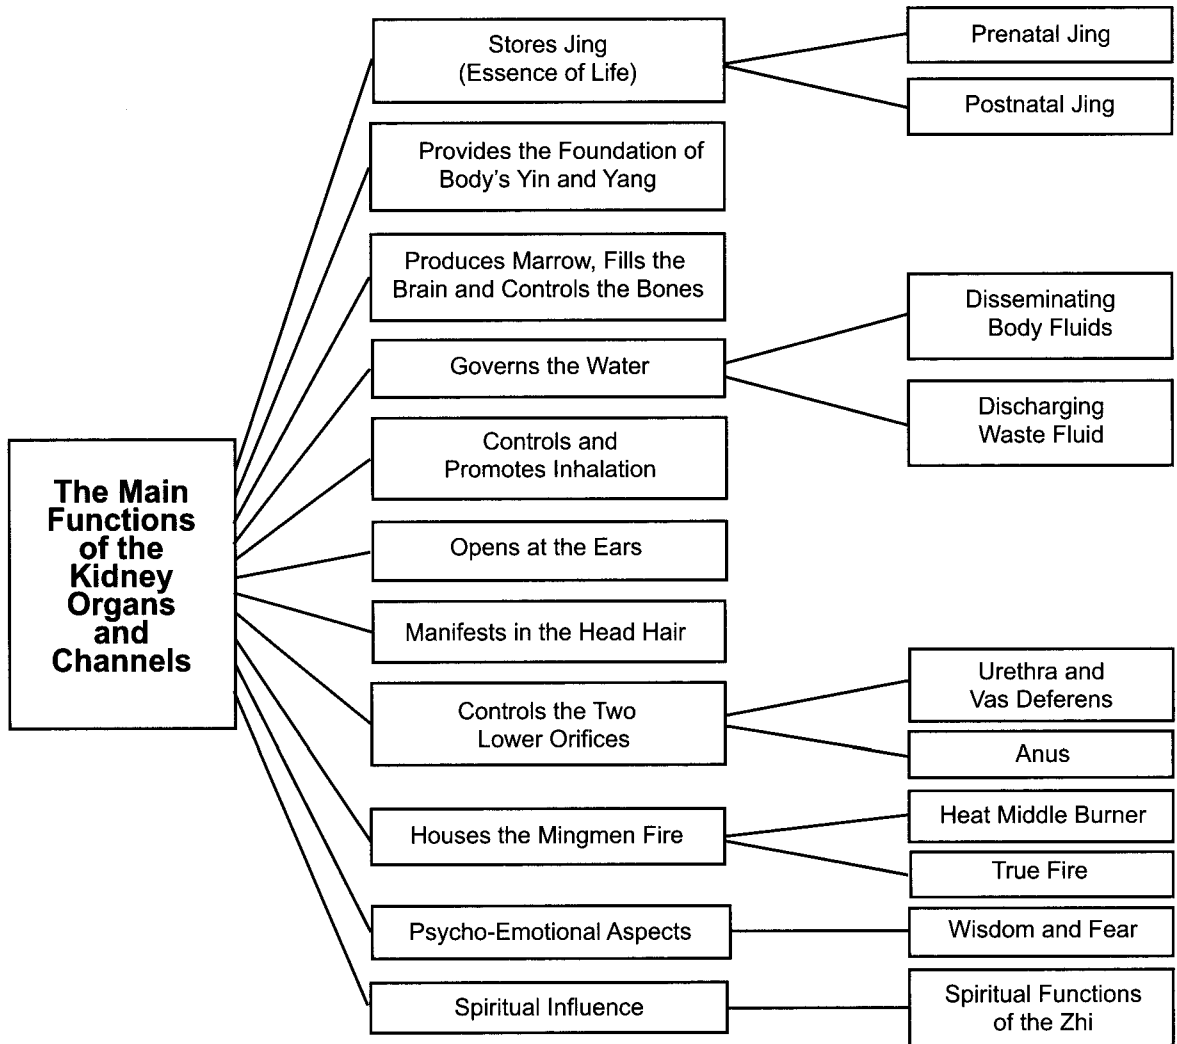 The Main
Functions
of the
Kidney
Organs
and
Channels
Stores Jing
(Essence of Life)
Prenatal Jing
Postnatal Jing
Provides the Foundation of
Body's Yin and Yang
Produces Marrow, Fills the
Brain and Controls the Bones
Governs the Water
Disseminating
Body Fluids
Discharging
Waste Fluid
Controls and
Promotes Inhalation
Opens at the Ears
Manifests in the Head Hair
Controls the Two
Lower Orifices
Urethra and
Vas Deferens
Anus
Houses the Mingmen Fire
Heat Middle Burner
True Fire
Psycho-Emotional Aspects
Wisdom and Fear
Spiritual Influence
Spiritual Functions
of the Zhi